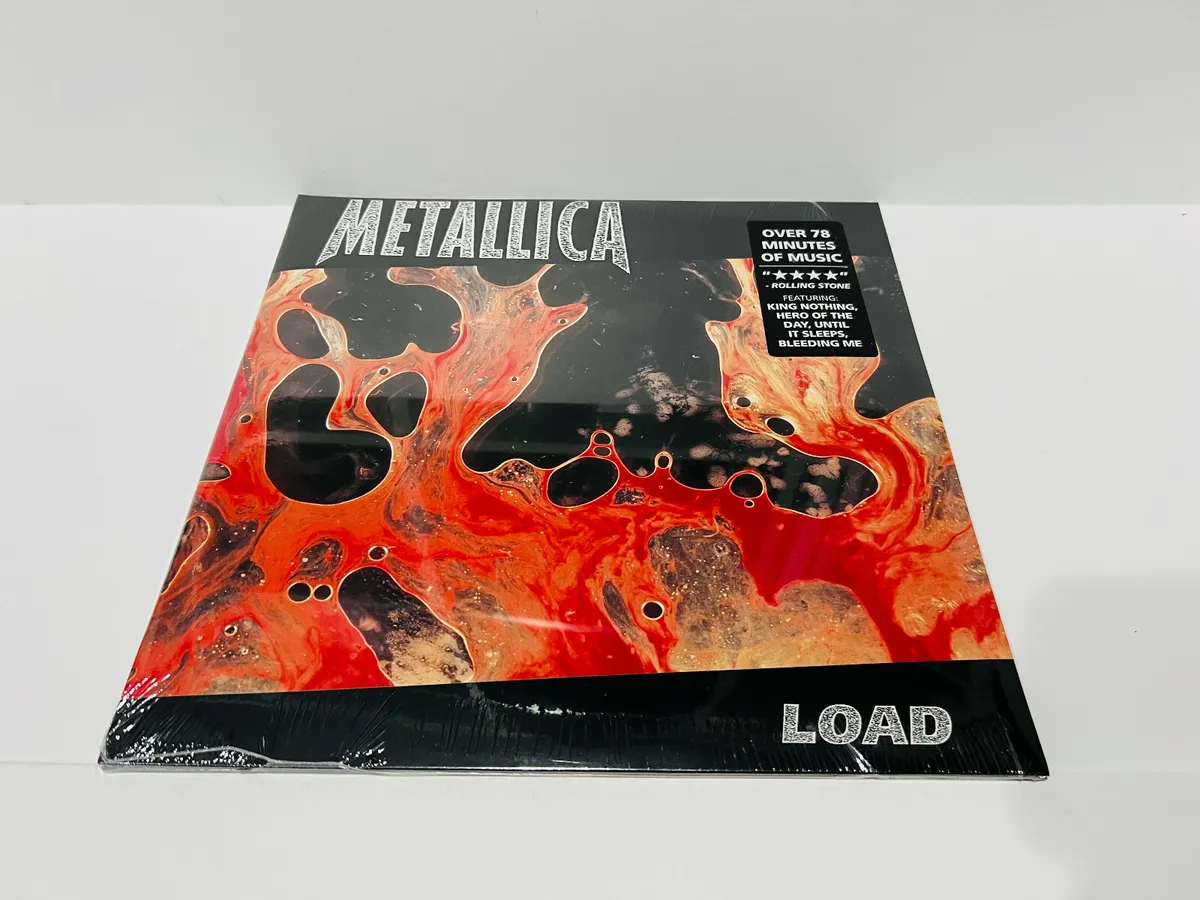 METALLICA
OVER 78
MINUTES
OF MUSIC
"★★★★"
- ROLLING STONE
FEATURING:
KING NOTHING,
HERO OF THE
DAY, UNTIL
IT SLEEPS,
BLEEDING ME
LOAD